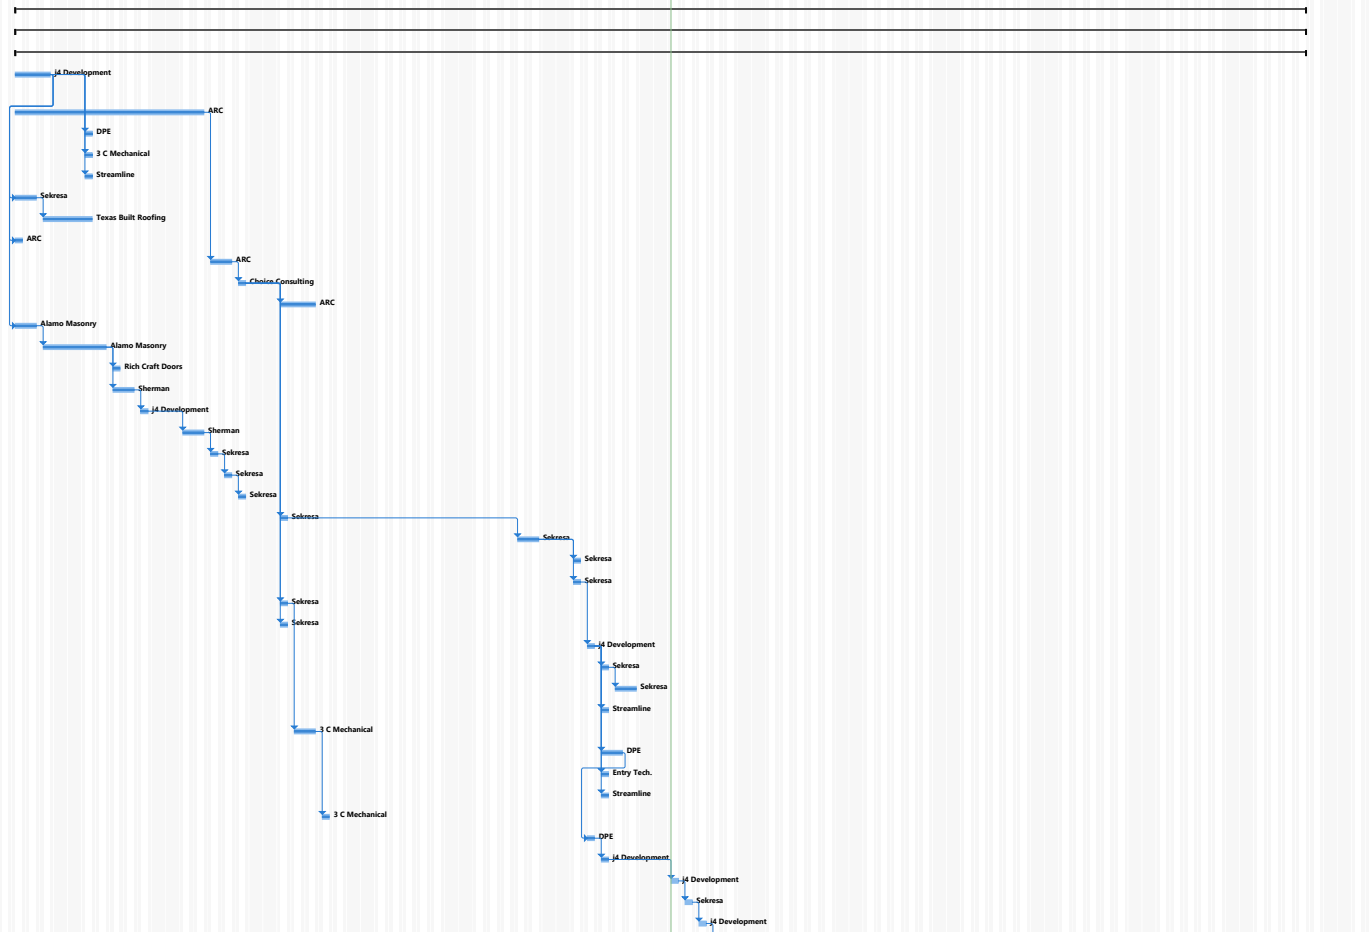 j4 Development
ARC
DPE
3 C Mechanical
Streamline
Sekresa
Texas Built Roofing
ARC
ARC
Choice Consulting
ARC
Alamo Masonry
Alamo Masonry
Rich Craft Doors
Sherman
j4 Development
Sherman
Sekresa
Sekresa
Sekresa
Sekresa
Sekresa
Sekresa
Sekresa
Sekresa
Sekresa
j4 Development
Sekresa
Sekresa
Streamline
3 C Mechanical
DPE
Entry Tech.
Streamline
3 C Mechanical
DPE
j4 Development
j4 Development
Sekresa
j4 Development